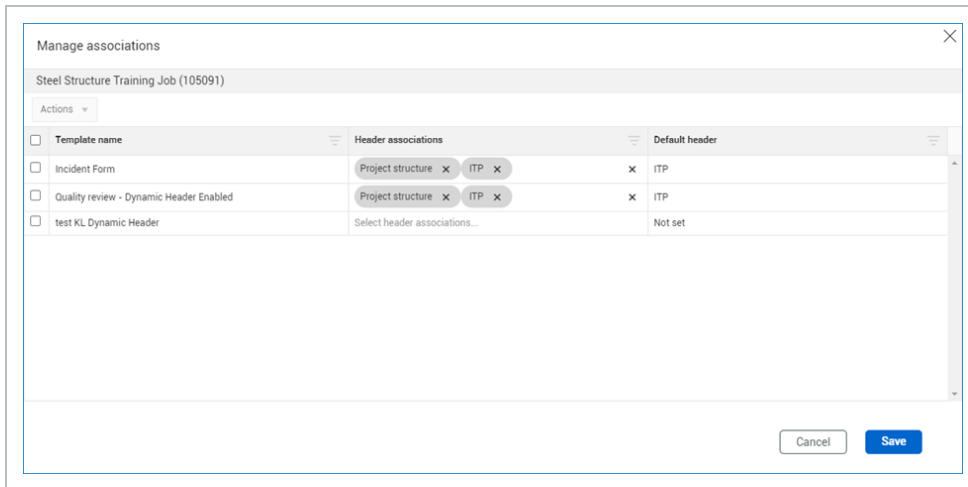 Manage associations
Steel Structure Training Job (105091)
Actions
Template name Header associations Default header
Incident Form Project structure ITP ITP
Quality review - Dynamic Header Enabled Project structure ITP ITP
test KL Dynamic Header Select header associations... Not set
Cancel Save